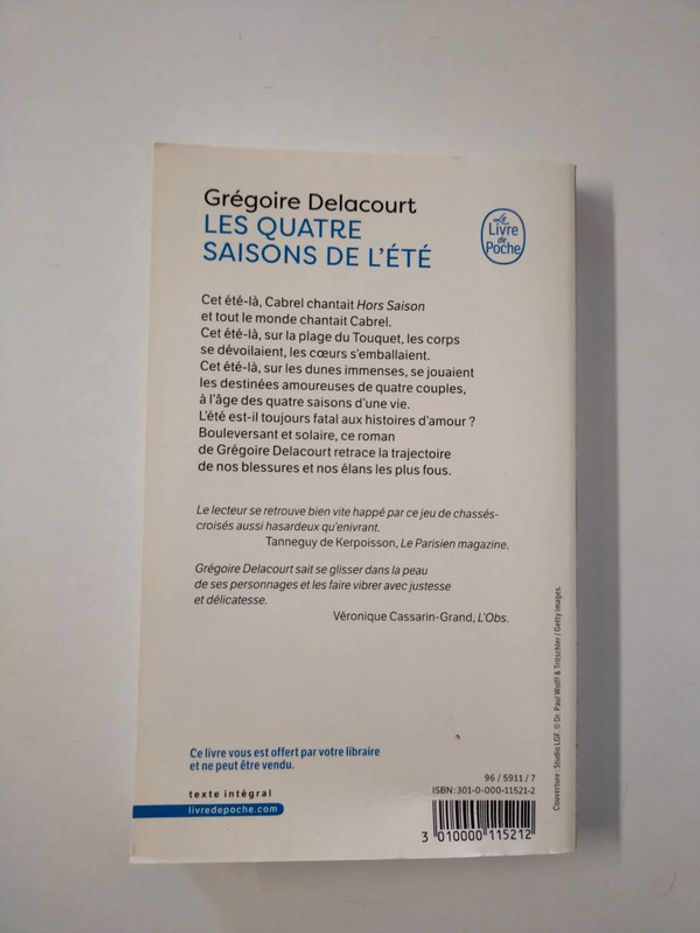 Grégoire Delacourt
LES QUATRE
SAISONS DE L'ÉTÉ
Le
Livre
de
Poche
Cet été-là, Cabrel chantait Hors Saison
et tout le monde chantait Cabrel.
Cet été-là, sur la plage du Touquet, les corps
se dévoilaient, les cœurs s'emballaient.
Cet été-là, sur les dunes immenses, se jouaient
les destinées amoureuses de quatre couples,
à l'âge des quatre saisons d'une vie.
L'été est-il toujours fatal aux histoires d'amour ?
Bouleversant et solaire, ce roman
de Grégoire Delacourt retrace la trajectoire
de nos blessures et nos élans les plus fous.
Le lecteur se retrouve bien vite happé par ce jeu de chassés-
croisés aussi hasardeux qu'enivrant.
Tanneguy de Kerpoisson, Le Parisien magazine.
Grégoire Delacourt sait se glisser dans la peau
de ses personnages et les faire vibrer avec justesse
et délicatesse.
Véronique Cassarin-Grand, L'Obs.
Ce livre vous est offert par votre libraire
et ne peut être vendu.
texte intégral
livredepoche.com
96 / 5911 / 7
ISBN: 301-0-000-11521-2
3 010000 115212
Couverture : Studio LGF. © Dr. Paul Wolff & Tritschler / Getty Images.